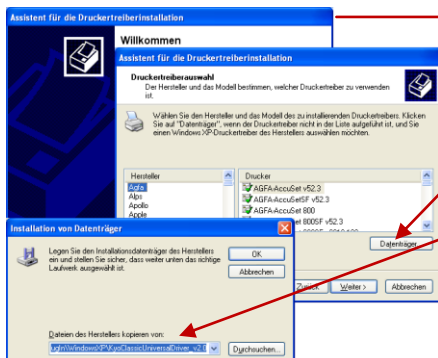 Assistent für die Druckertreiberinstallation
Willkommen
Assistent für die Druckertreiberinstallation
Druckertreiberauswahl
Der Hersteller und das Modell bestimmen, welcher Druckertreiber zu verwenden
ist.
Wählen Sie den Hersteller und das Modell des zu installierenden Druckertreibers. Klicken
Sie auf "Datenträger", wenn der Druckertreiber nicht in der Liste aufgeführt ist, und Sie
einen Windows XP-Druckertreiber des Herstellers auswählen möchten.
Hersteller
Agfa
Alps
Apollo
Apple
Drucker
AGFA-AccuSet v52.3
AGFA-AccuSetSF v52.3
AGFA-AccuSet 800
set 800SF v52.3
Datenträger...
Zurück
Weiter >
Abbrechen
Installation von Datenträger
Legen Sie den Installationsdatenträger des Herstellers
ein und stellen Sie sicher, dass weiter unten das richtige
Laufwerk ausgewählt ist.
OK
Abbrechen
Dateien des Herstellers kopieren von:
ugln\WindowsXP\KyoClassicUniversalDriver_v2.0
Durchsuchen...